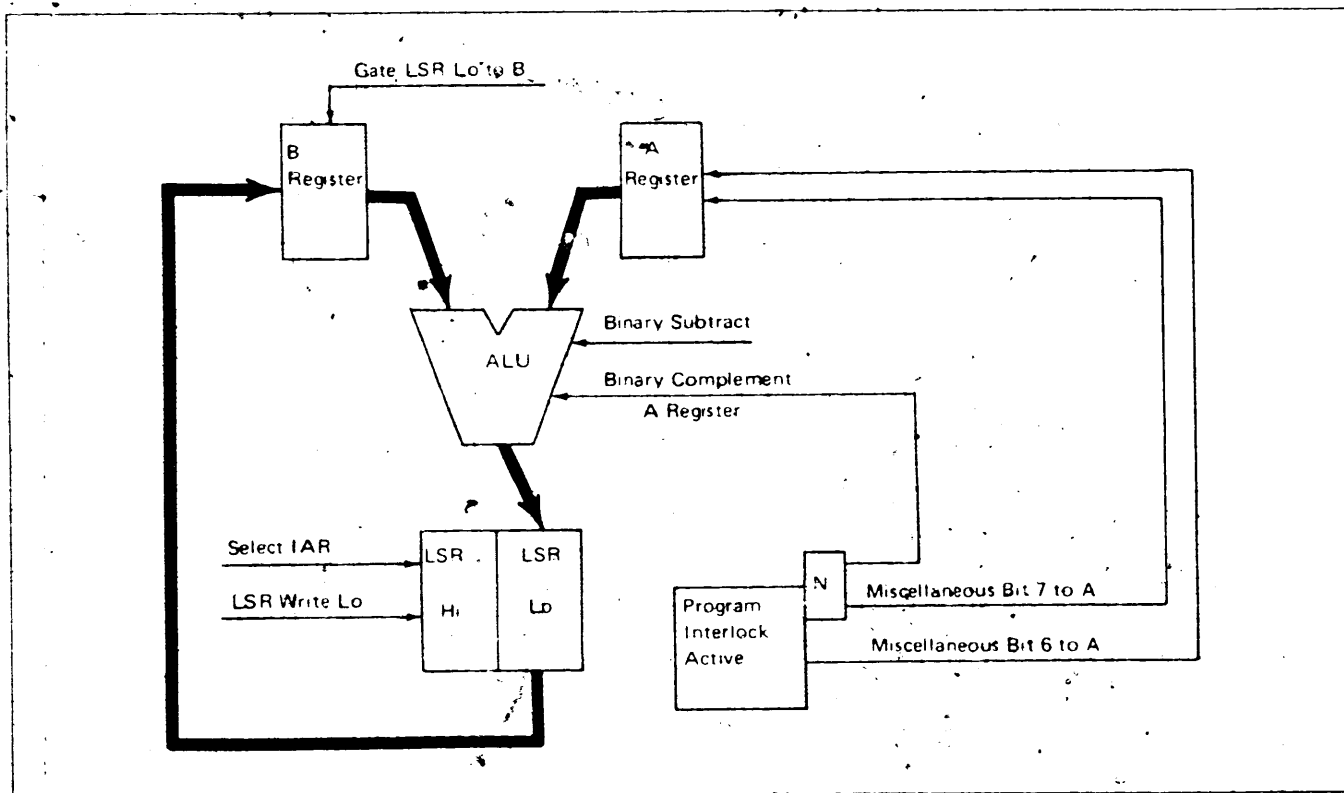 Gate LSR Lo to B
B
Register
A
Register
Binary Subtract
ALU
Binary Complement
A Register
Select IAR
LSR Write Lo
LSR
Hi
LSR
Lo
N
Program
Interlock
Active
Miscellaneous Bit 7 to A
Miscellaneous Bit 6 to A